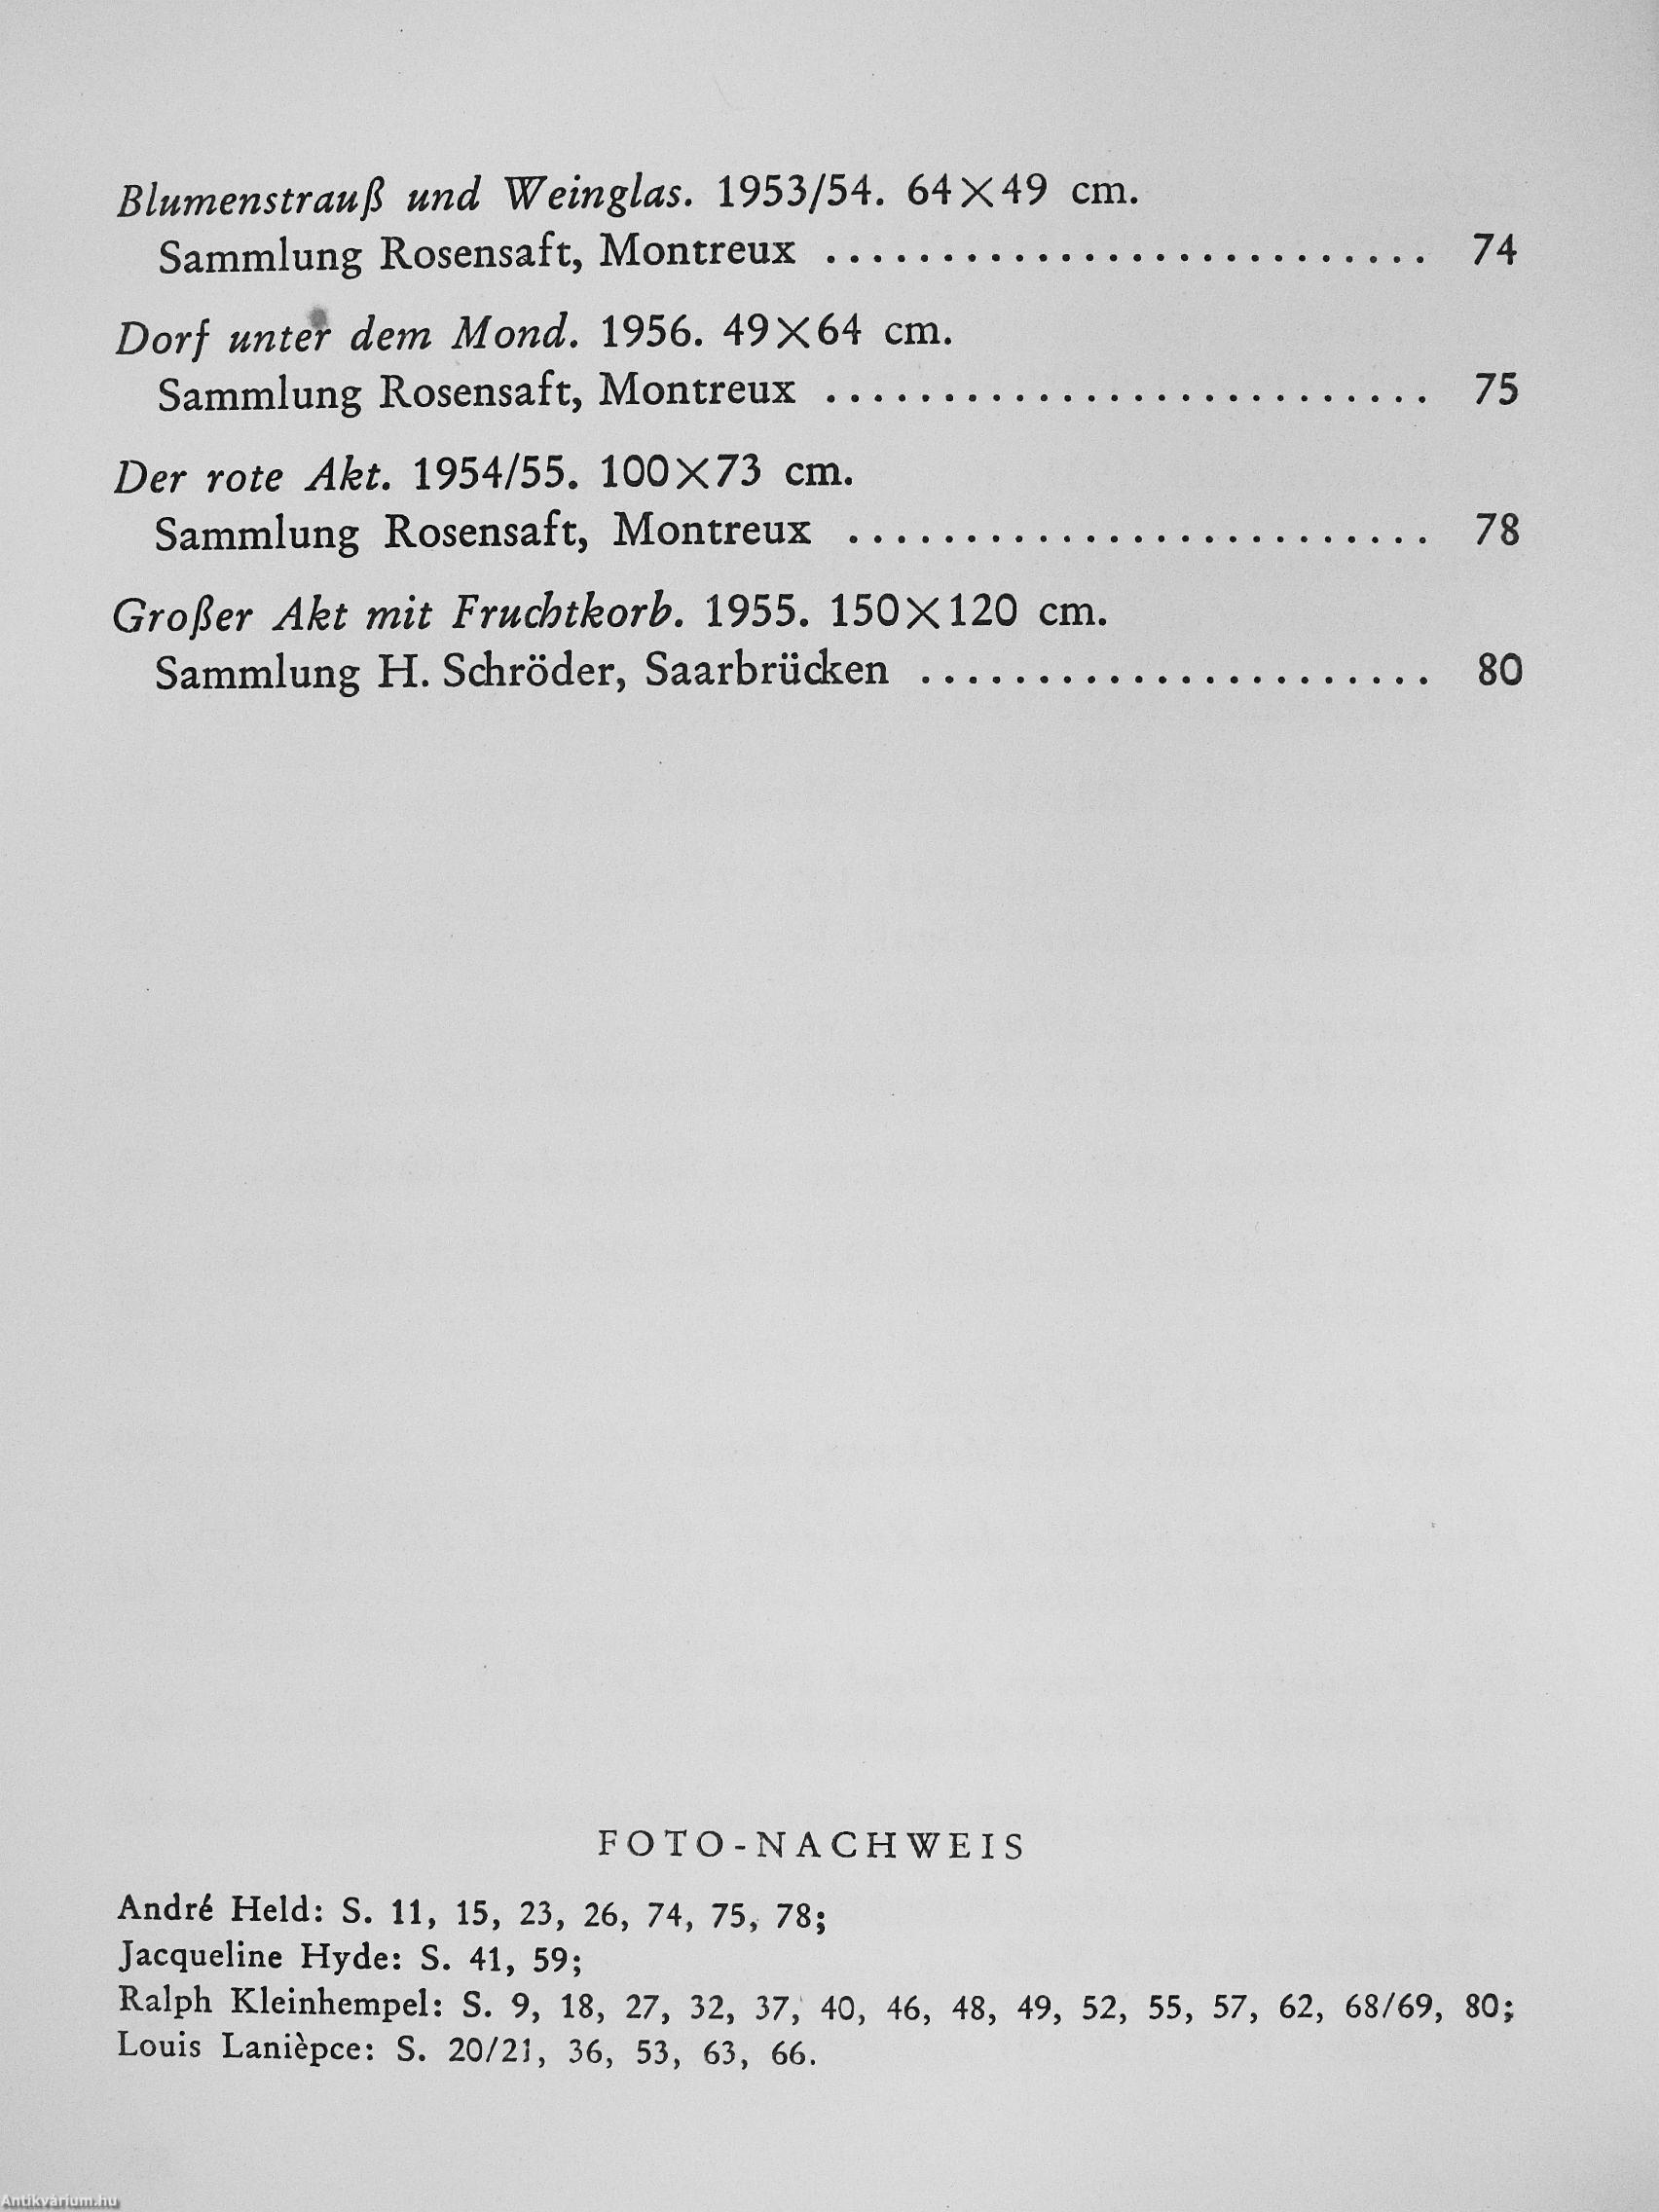 Blumenstrauß und Weinglas. 1953/54. 64×49 cm.
Sammlung Rosensaft, Montreux .......................... 74
Dorf unter dem Mond. 1956. 49×64 cm.
Sammlung Rosensaft, Montreux .......................... 75
Der rote Akt. 1954/55. 100×73 cm.
Sammlung Rosensaft, Montreux ......................... 78
Großer Akt mit Fruchtkorb. 1955. 150×120 cm.
Sammlung H. Schröder, Saarbrücken ...................... 80
FOTO-NACHWEIS
André Held: S. 11, 15, 23, 26, 74, 75, 78;
Jacqueline Hyde: S. 41, 59;
Ralph Kleinhempel: S. 9, 18, 27, 32, 37, 40, 46, 48, 49, 52, 55, 57, 62, 68/69, 80;
Louis Lanièpce: S. 20/21, 36, 53, 63, 66.
Antikvárium.hu